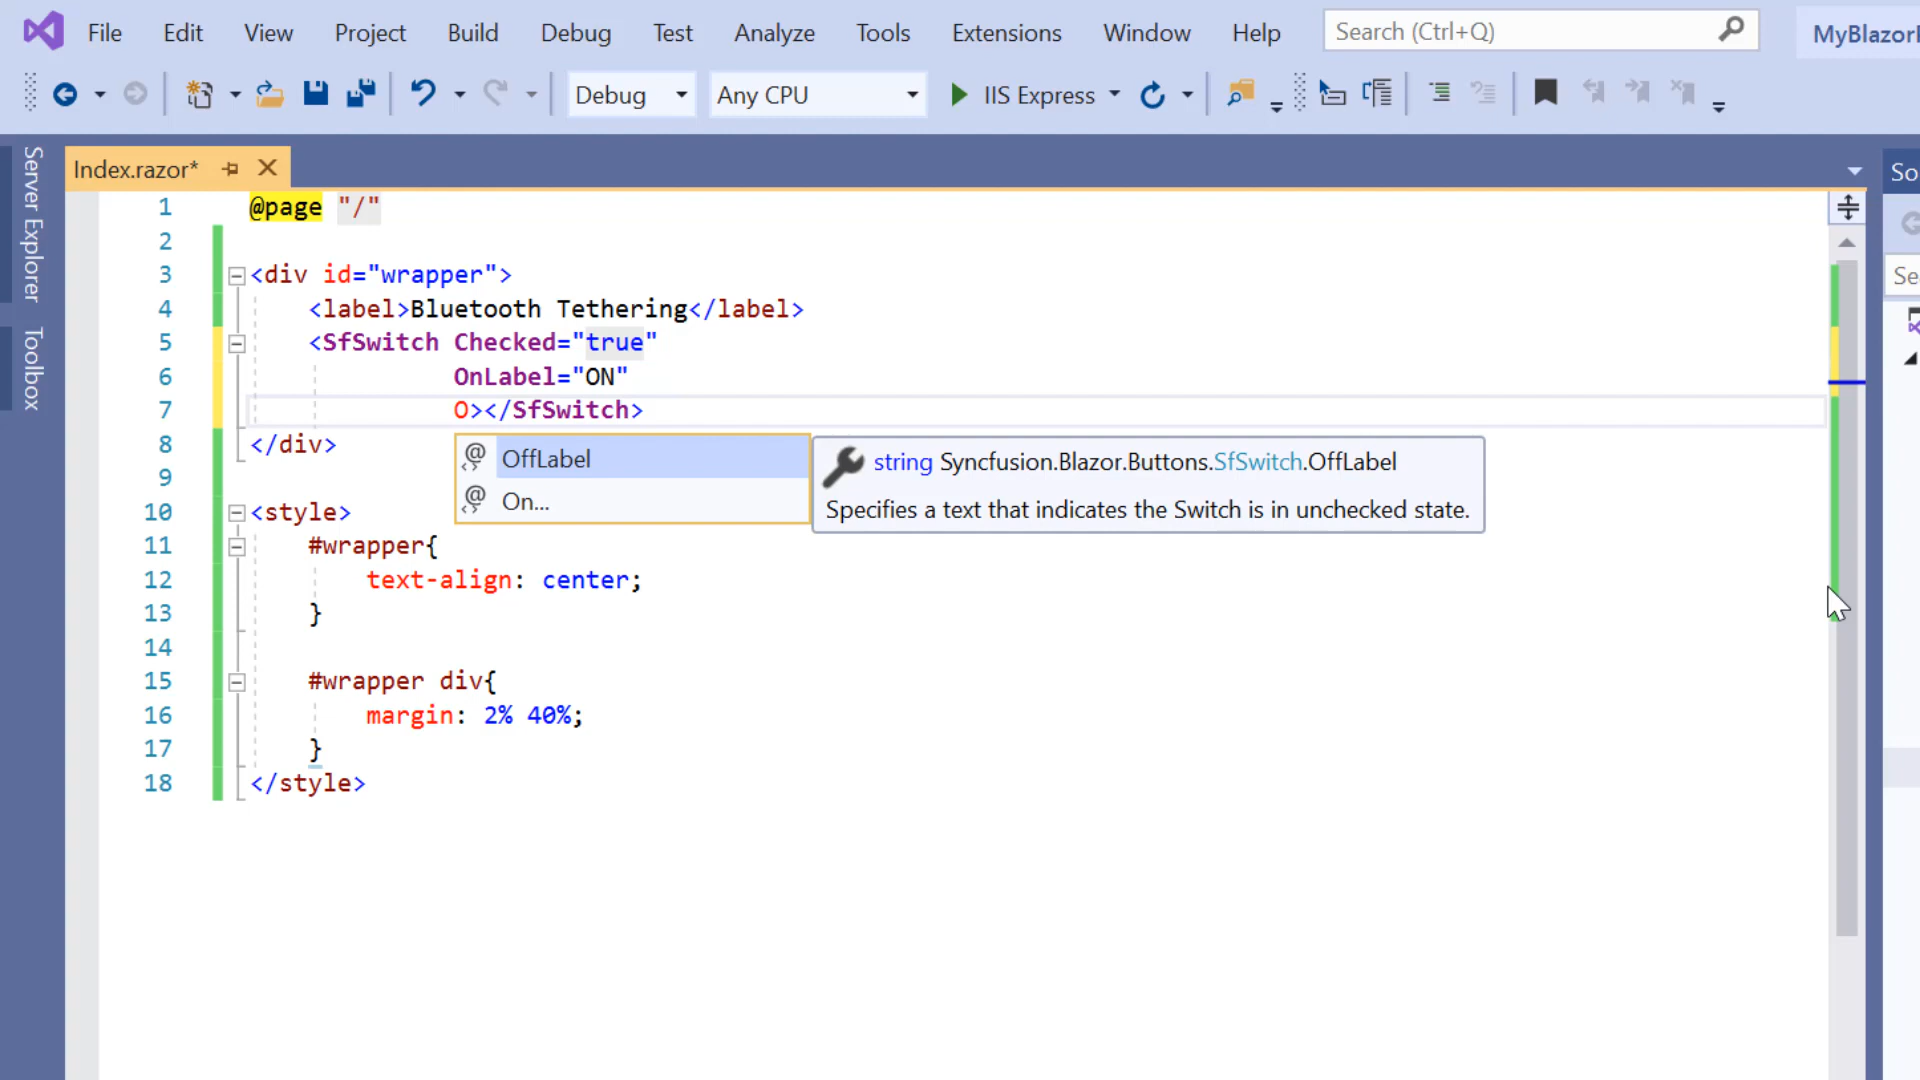 File Edit View Project Build Debug Test Analyze Tools Extensions Window Help Search (Ctrl+Q)
Debug Any CPU IIS Express
Server Explorer
Toolbox
Index.razor*
So
Se
1 @page "/"
2
3 <div id="wrapper">
4 <label>Bluetooth Tethering</label>
5 <SfSwitch Checked="true"
6 OnLabel="ON"
7 O></SfSwitch>
8 </div>
9
10 <style>
11 #wrapper{
12 text-align: center;
13 }
14
15 #wrapper div{
16 margin: 2% 40%;
17 }
18 </style>
OffLabel
On...
string Syncfusion.Blazor.Buttons.SfSwitch.OffLabel
Specifies a text that indicates the Switch is in unchecked state.